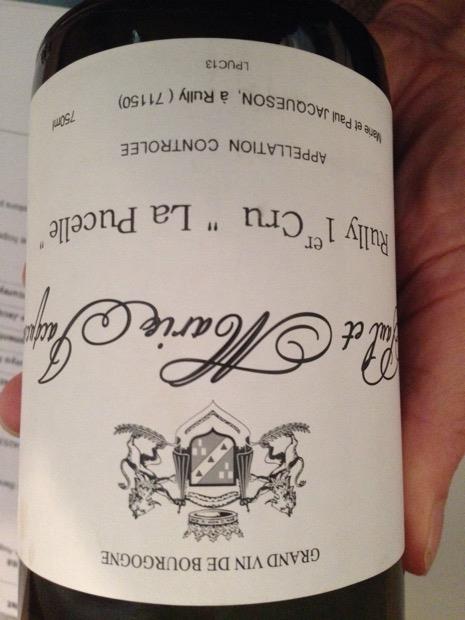 GRAND VIN DE BOURGOGNE
Paul et Marie Jacques
Rully 1er Cru " La Pucelle "
APPELLATION CONTROLEE
Marie et Paul JACQUESON, à Rully ( 71150)
750ml
LPUC13